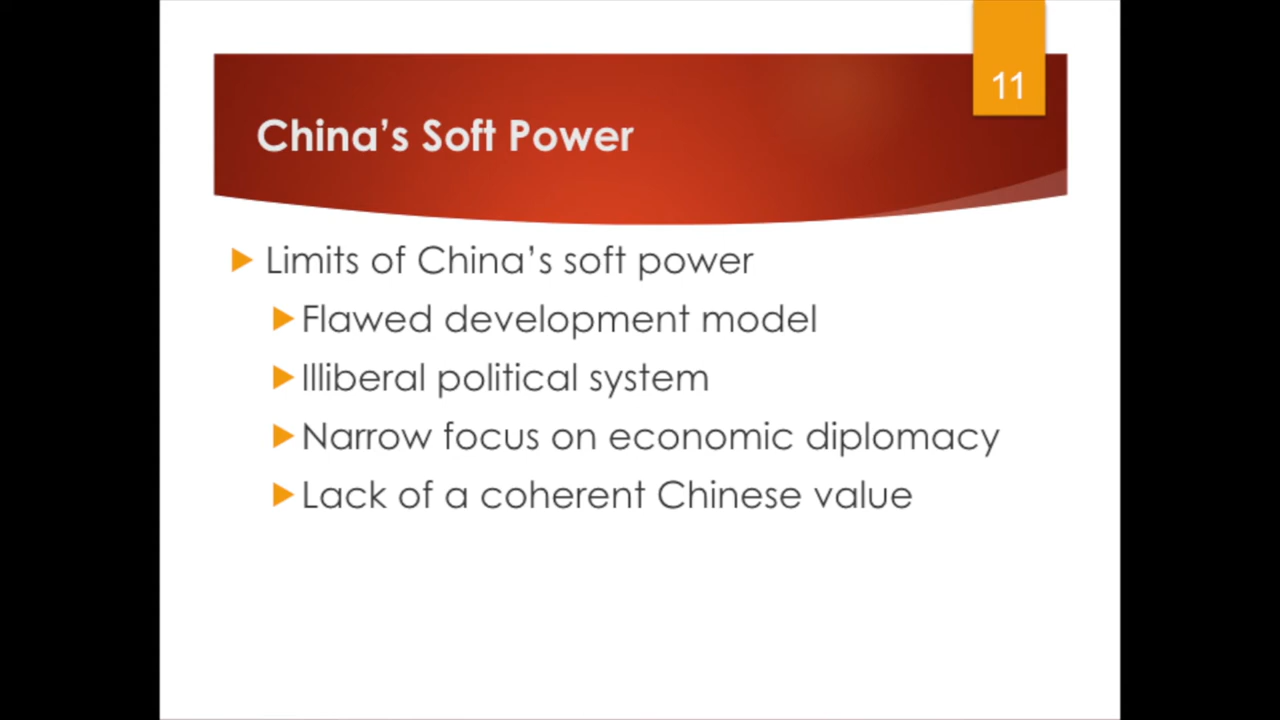 11
China’s Soft Power
Limits of China’s soft power
Flawed development model
Illiberal political system
Narrow focus on economic diplomacy
Lack of a coherent Chinese value